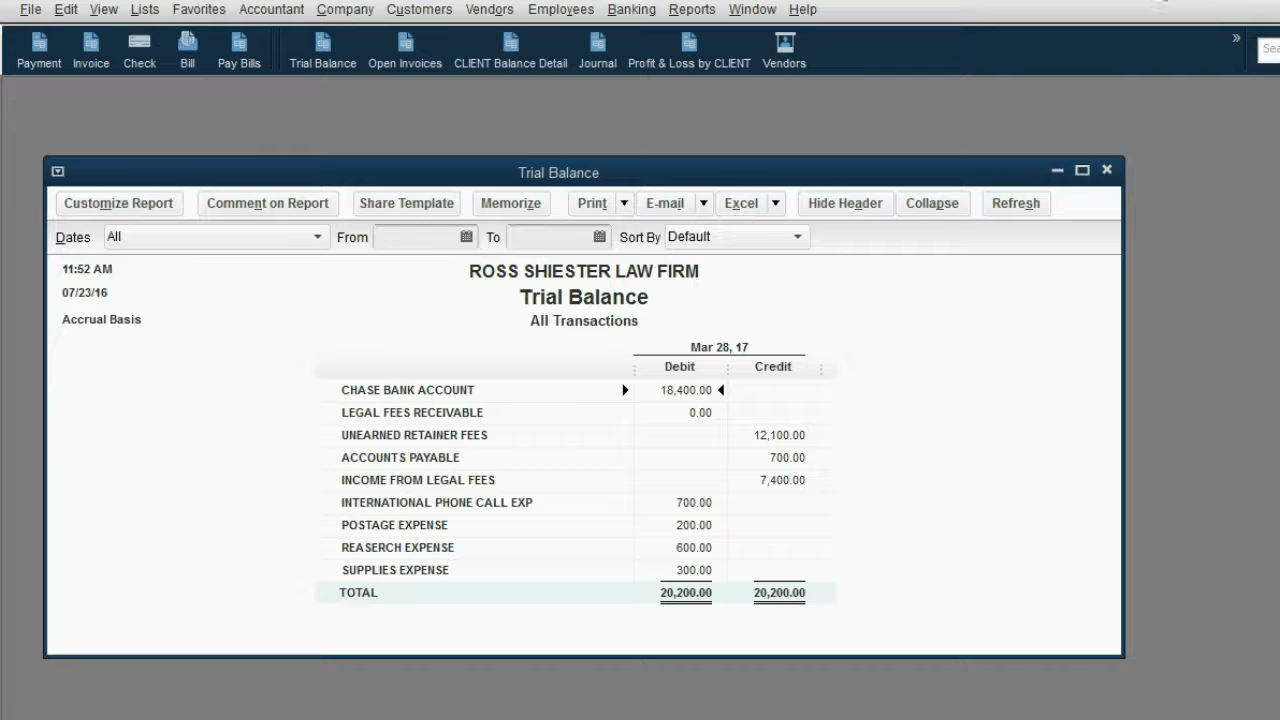 File Edit View Lists Favorites Accountant Company Customers Vendors Employees Banking Reports Window Help
Payment Invoice Check Bill Pay Bills Trial Balance Open Invoices CLIENT Balance Detail Journal Profit & Loss by CLIENT Vendors » Sea
Trial Balance
Customize Report Comment on Report Share Template Memorize Print E-mail Excel Hide Header Collapse Refresh
Dates All From To Sort By Default
11:52 AM
07/23/16
Accrual Basis
ROSS SHIESTER LAW FIRM
Trial Balance
All Transactions
Mar 28, 17
Debit Credit
CHASE BANK ACCOUNT 18,400.00
LEGAL FEES RECEIVABLE 0.00
UNEARNED RETAINER FEES 12,100.00
ACCOUNTS PAYABLE 700.00
INCOME FROM LEGAL FEES 7,400.00
INTERNATIONAL PHONE CALL EXP 700.00
POSTAGE EXPENSE 200.00
REASERCH EXPENSE 600.00
SUPPLIES EXPENSE 300.00
TOTAL 20,200.00 20,200.00